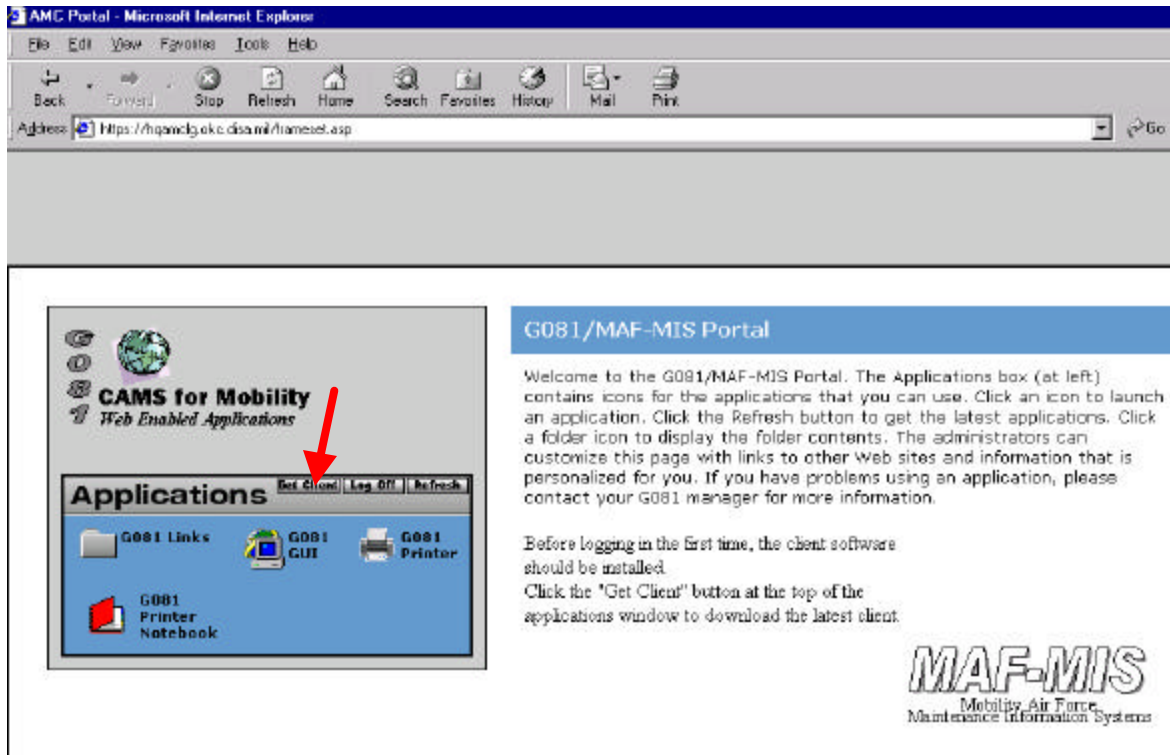 AMC Portal - Microsoft Internet Explorer
File Edit View Favorites Tools Help
Back Forward Stop Refresh Home Search Favorites History Mail Print
Address https://hqamclg.okc.disa.mil/frameset.asp Go
G081
CAMS for Mobility
Web Enabled Applications
Applications Get Client Log Off Refresh
G081 Links
G081 GUI
G081 Printer
G081 Printer Notebook
G081/MAF-MIS Portal
Welcome to the G081/MAF-MIS Portal. The Applications box (at left)
contains icons for the applications that you can use. Click an icon to launch
an application. Click the Refresh button to get the latest applications. Click
a folder icon to display the folder contents. The administrators can
customize this page with links to other Web sites and information that is
personalized for you. If you have problems using an application, please
contact your G081 manager for more information.
Before logging in the first time, the client software
should be installed.
Click the "Get Client" button at the top of the
applications window to download the latest client.
MAF-MIS
Mobility Air Force
Maintenance Information Systems